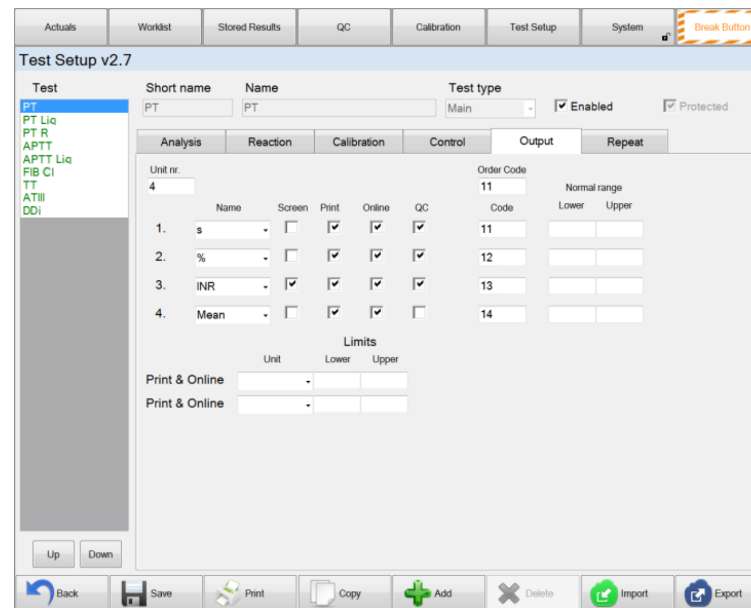 Actuals Worklist Stored Results QC Calibration Test Setup System Break Button
Test Setup v2.7
Test Short name Name Test type
PT PT PT Main Enabled Protected
PT Liq
PT R
APTT
APTT Liq
FIB Cl
TT
ATIII
DDi
Analysis Reaction Calibration Control Output Repeat
Unit nr. Order Code
4 11 Normal range
Name Screen Print Online QC Code Lower Upper
1. s 11
2. % 12
3. INR 13
4. Mean 14
Limits
Unit Lower Upper
Print & Online
Print & Online
Up Down
Back Save Print Copy Add Delete Import Export